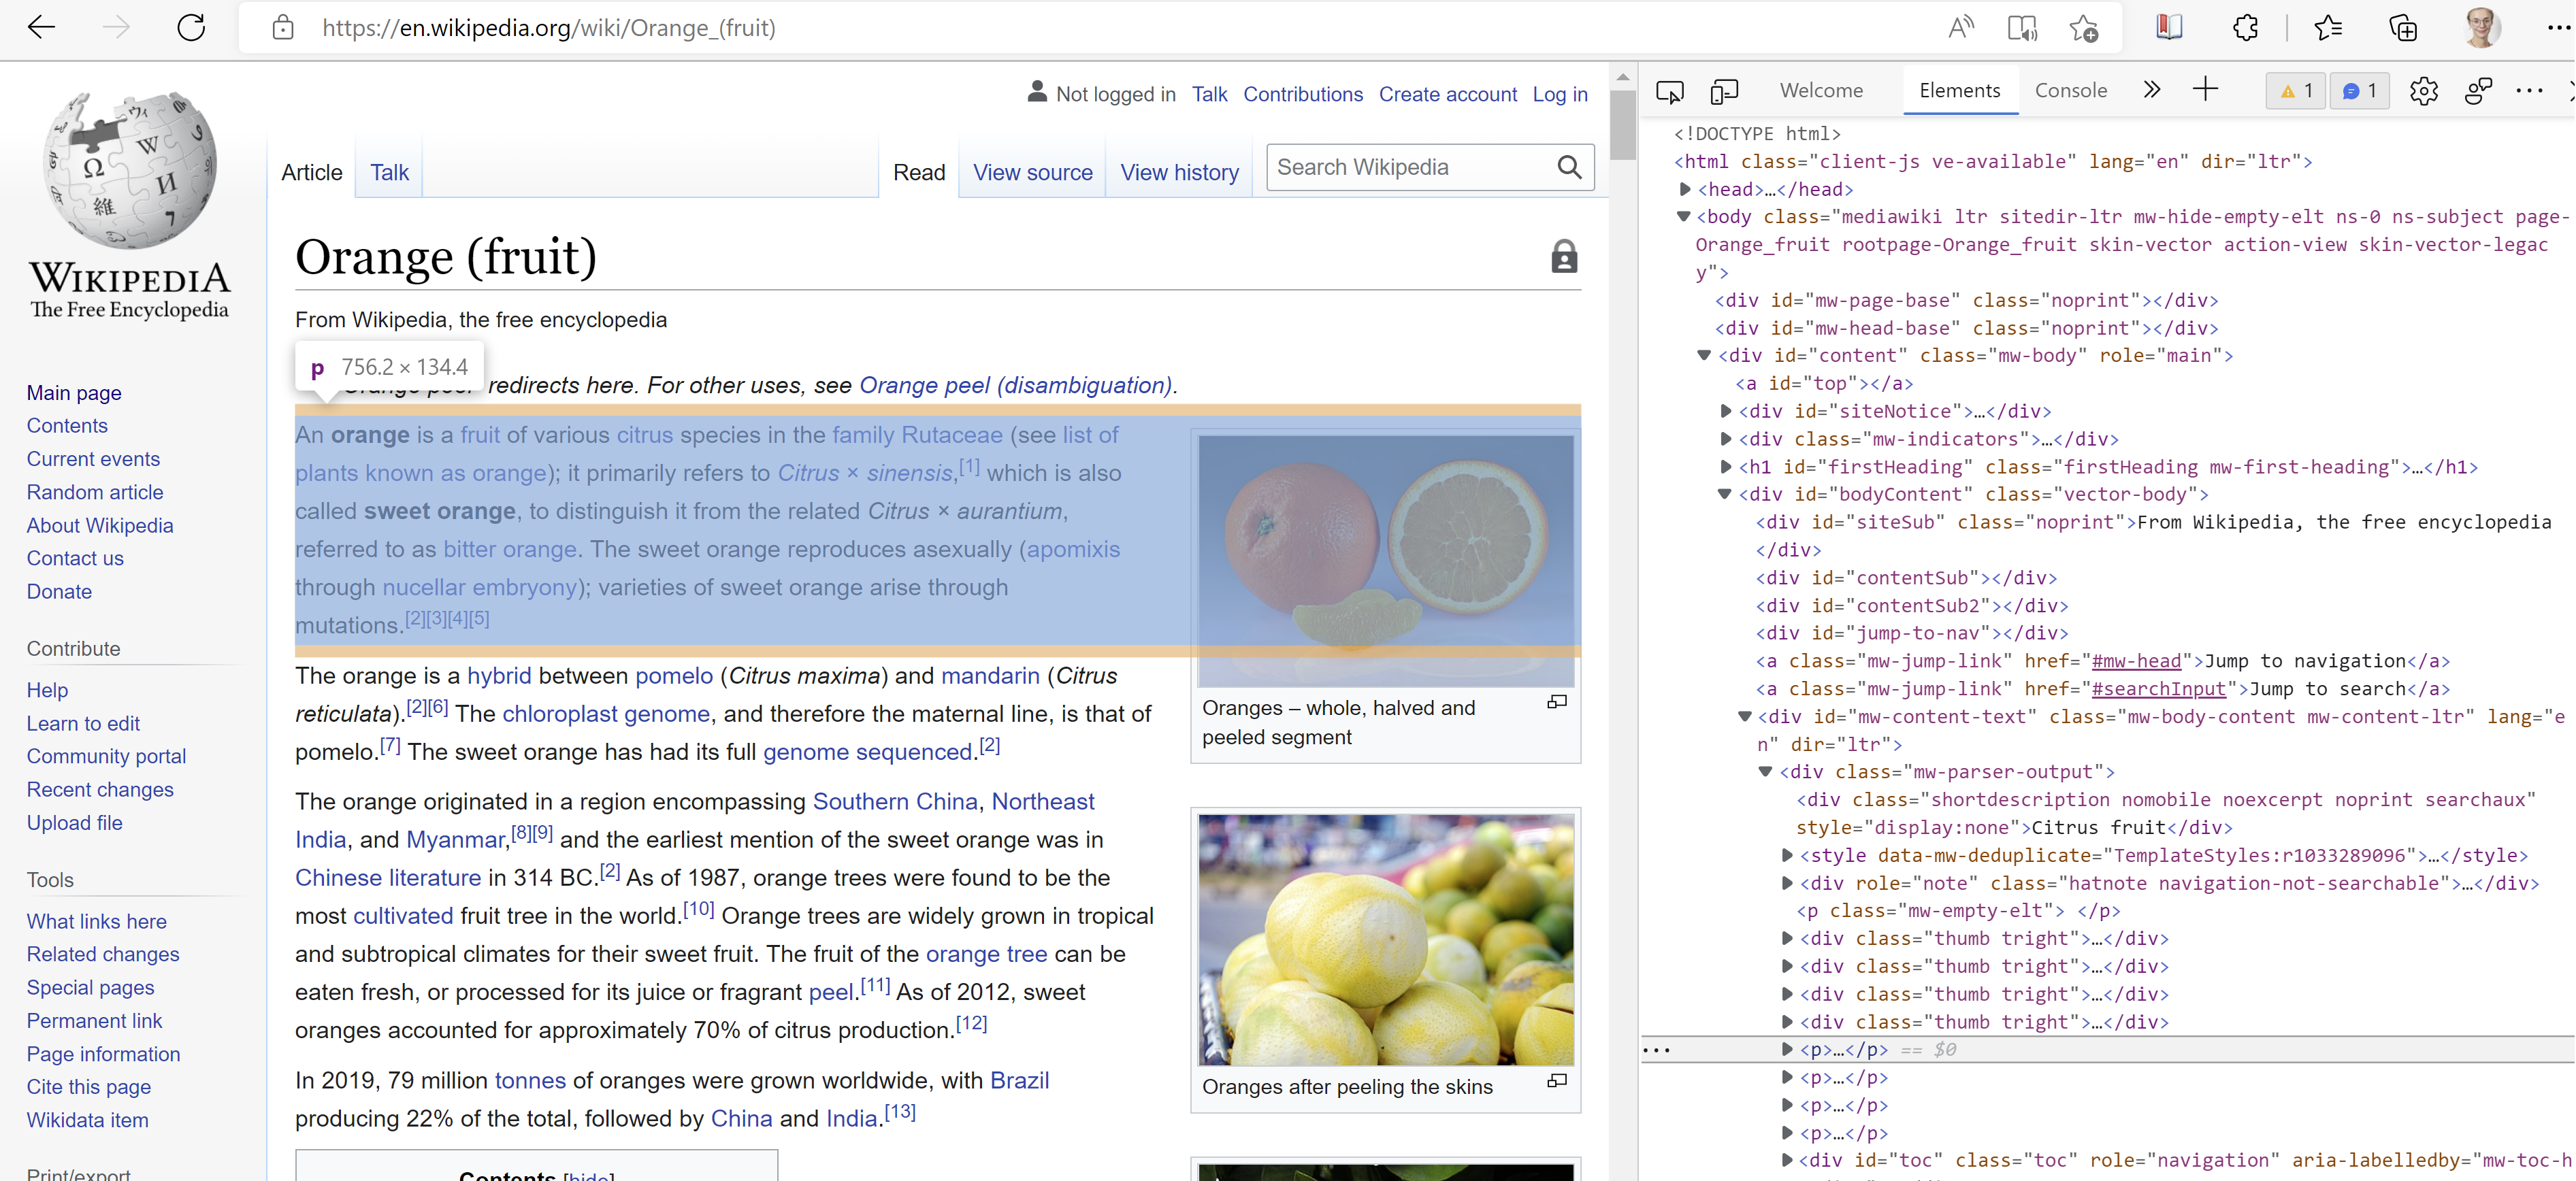 https://en.wikipedia.org/wiki/Orange_(fruit)
Not logged in Talk Contributions Create account Log in
Article Talk Read View source View history Search Wikipedia
WIKIPEDIA
The Free Encyclopedia
Main page
Contents
Current events
Random article
About Wikipedia
Contact us
Donate
Contribute
Help
Learn to edit
Community portal
Recent changes
Upload file
Tools
What links here
Related changes
Special pages
Permanent link
Page information
Cite this page
Wikidata item
Print/export
Orange (fruit)
From Wikipedia, the free encyclopedia
p 756.2 × 134.4
redirects here. For other uses, see Orange peel (disambiguation).
An orange is a fruit of various citrus species in the family Rutaceae (see list of
plants known as orange); it primarily refers to Citrus × sinensis,[1] which is also
called sweet orange, to distinguish it from the related Citrus × aurantium,
referred to as bitter orange. The sweet orange reproduces asexually (apomixis
through nucellar embryony); varieties of sweet orange arise through
mutations.[2][3][4][5]
The orange is a hybrid between pomelo (Citrus maxima) and mandarin (Citrus
reticulata).[2][6] The chloroplast genome, and therefore the maternal line, is that of
pomelo.[7] The sweet orange has had its full genome sequenced.[2]
The orange originated in a region encompassing Southern China, Northeast
India, and Myanmar,[8][9] and the earliest mention of the sweet orange was in
Chinese literature in 314 BC.[2] As of 1987, orange trees were found to be the
most cultivated fruit tree in the world.[10] Orange trees are widely grown in tropical
and subtropical climates for their sweet fruit. The fruit of the orange tree can be
eaten fresh, or processed for its juice or fragrant peel.[11] As of 2012, sweet
oranges accounted for approximately 70% of citrus production.[12]
In 2019, 79 million tonnes of oranges were grown worldwide, with Brazil
producing 22% of the total, followed by China and India.[13]
Contents [hide]
Oranges – whole, halved and
peeled segment
Oranges after peeling the skins
Welcome Elements Console 1 1
<!DOCTYPE html>
<html class="client-js ve-available" lang="en" dir="ltr">
<head>…</head>
<body class="mediawiki ltr sitedir-ltr mw-hide-empty-elt ns-0 ns-subject page-
Orange_fruit rootpage-Orange_fruit skin-vector action-view skin-vector-legac
y">
<div id="mw-page-base" class="noprint"></div>
<div id="mw-head-base" class="noprint"></div>
<div id="content" class="mw-body" role="main">
<a id="top"></a>
<div id="siteNotice">…</div>
<div class="mw-indicators">…</div>
<h1 id="firstHeading" class="firstHeading mw-first-heading">…</h1>
<div id="bodyContent" class="vector-body">
<div id="siteSub" class="noprint">From Wikipedia, the free encyclopedia
</div>
<div id="contentSub"></div>
<div id="contentSub2"></div>
<div id="jump-to-nav"></div>
<a class="mw-jump-link" href="#mw-head">Jump to navigation</a>
<a class="mw-jump-link" href="#searchInput">Jump to search</a>
<div id="mw-content-text" class="mw-body-content mw-content-ltr" lang="e
n" dir="ltr">
<div class="mw-parser-output">
<div class="shortdescription nomobile noexcerpt noprint searchaux"
style="display:none">Citrus fruit</div>
<style data-mw-deduplicate="TemplateStyles:r1033289096">…</style>
<div role="note" class="hatnote navigation-not-searchable">…</div>
<p class="mw-empty-elt"> </p>
<div class="thumb tright">…</div>
<div class="thumb tright">…</div>
<div class="thumb tright">…</div>
<div class="thumb tright">…</div>
<p>…</p> == $0
<p>…</p>
<p>…</p>
<p>…</p>
<div id="toc" class="toc" role="navigation" aria-labelledby="mw-toc-h